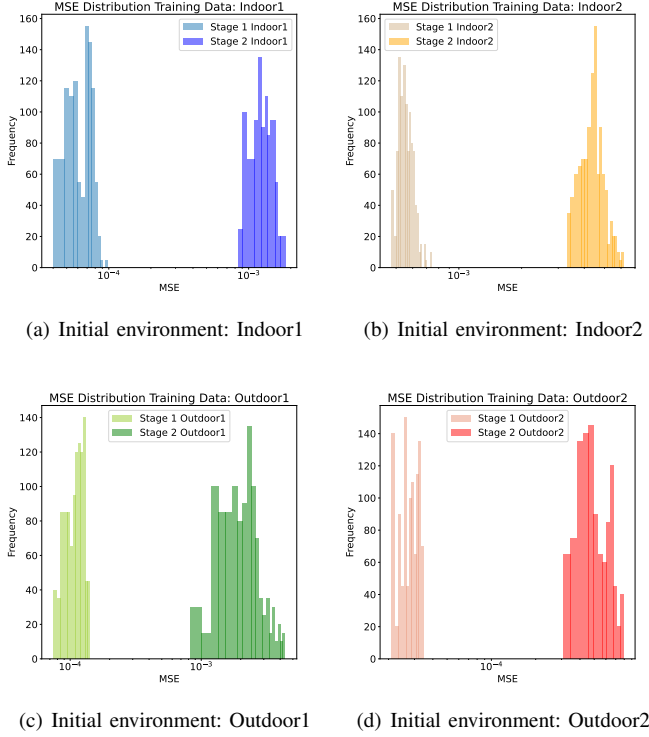 MSE Distribution Training Data: Indoor1
160
140
120
100
80
60
40
20
0
Frequency
Stage 1 Indoor1
Stage 2 Indoor1
10⁻⁴
10⁻³
MSE
(a) Initial environment: Indoor1
MSE Distribution Training Data: Indoor2
160
140
120
100
80
60
40
20
0
Frequency
Stage 1 Indoor2
Stage 2 Indoor2
10⁻³
MSE
(b) Initial environment: Indoor2
MSE Distribution Training Data: Outdoor1
140
120
100
80
60
40
20
0
Frequency
Stage 1 Outdoor1
Stage 2 Outdoor1
10⁻⁴
10⁻³
MSE
(c) Initial environment: Outdoor1
MSE Distribution Training Data: Outdoor2
140
120
100
80
60
40
20
0
Frequency
Stage 1 Outdoor2
Stage 2 Outdoor2
10⁻⁴
MSE
(d) Initial environment: Outdoor2